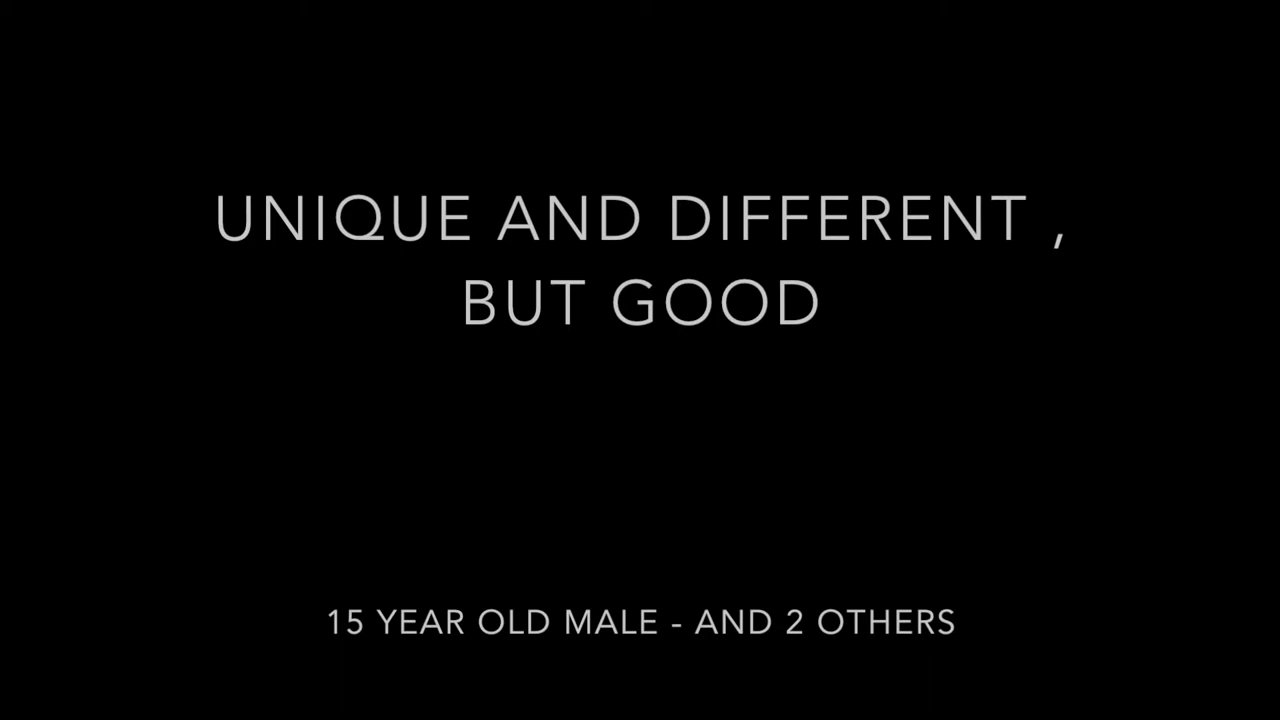 UNIQUE AND DIFFERENT ,
BUT GOOD
15 YEAR OLD MALE - AND 2 OTHERS